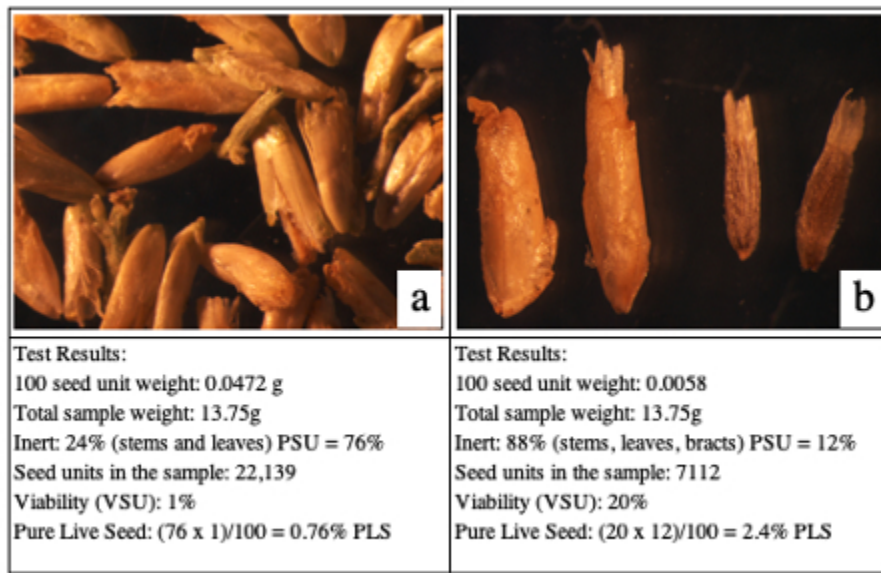 a
b
Test Results:
100 seed unit weight: 0.0472 g
Total sample weight: 13.75g
Inert: 24% (stems and leaves) PSU = 76%
Seed units in the sample: 22,139
Viability (VSU): 1%
Pure Live Seed: (76 x 1)/100 = 0.76% PLS
Test Results:
100 seed unit weight: 0.0058
Total sample weight: 13.75g
Inert: 88% (stems, leaves, bracts) PSU = 12%
Seed units in the sample: 7112
Viability (VSU): 20%
Pure Live Seed: (20 x 12)/100 = 2.4% PLS